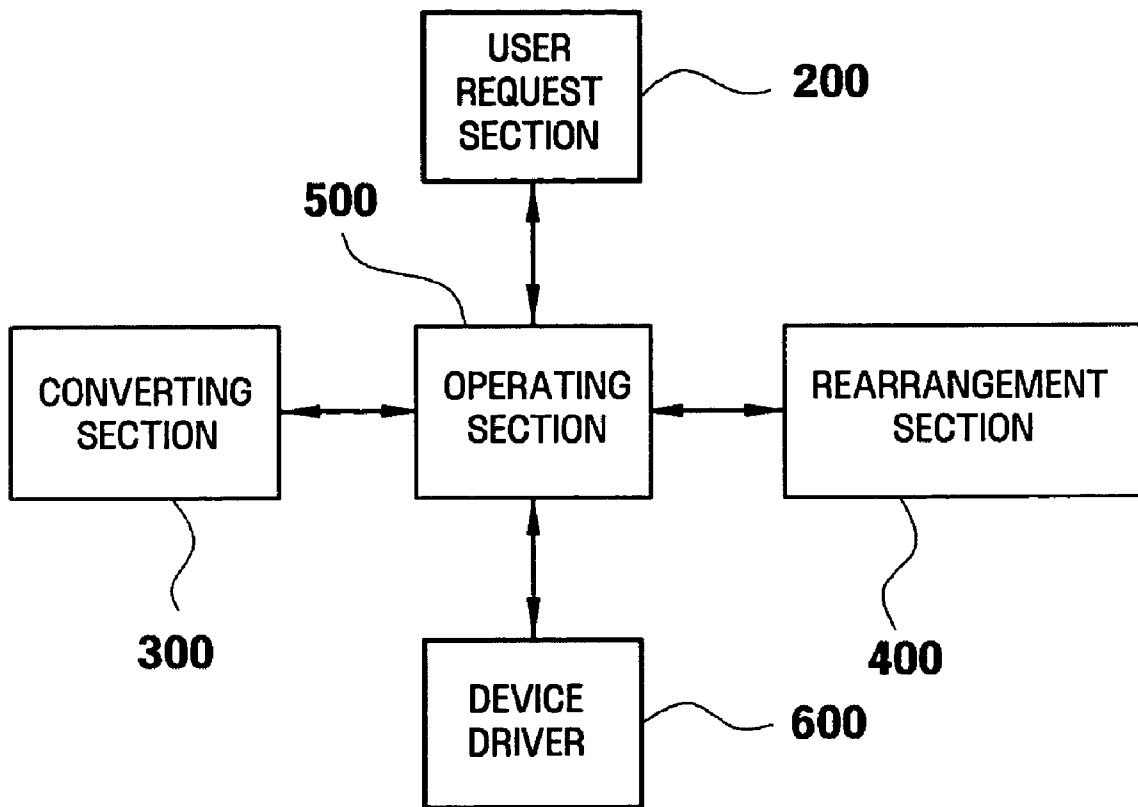 USER
REQUEST
SECTION
200
500
CONVERTING
SECTION
OPERATING
SECTION
REARRANGEMENT
SECTION
300
400
DEVICE
DRIVER
600